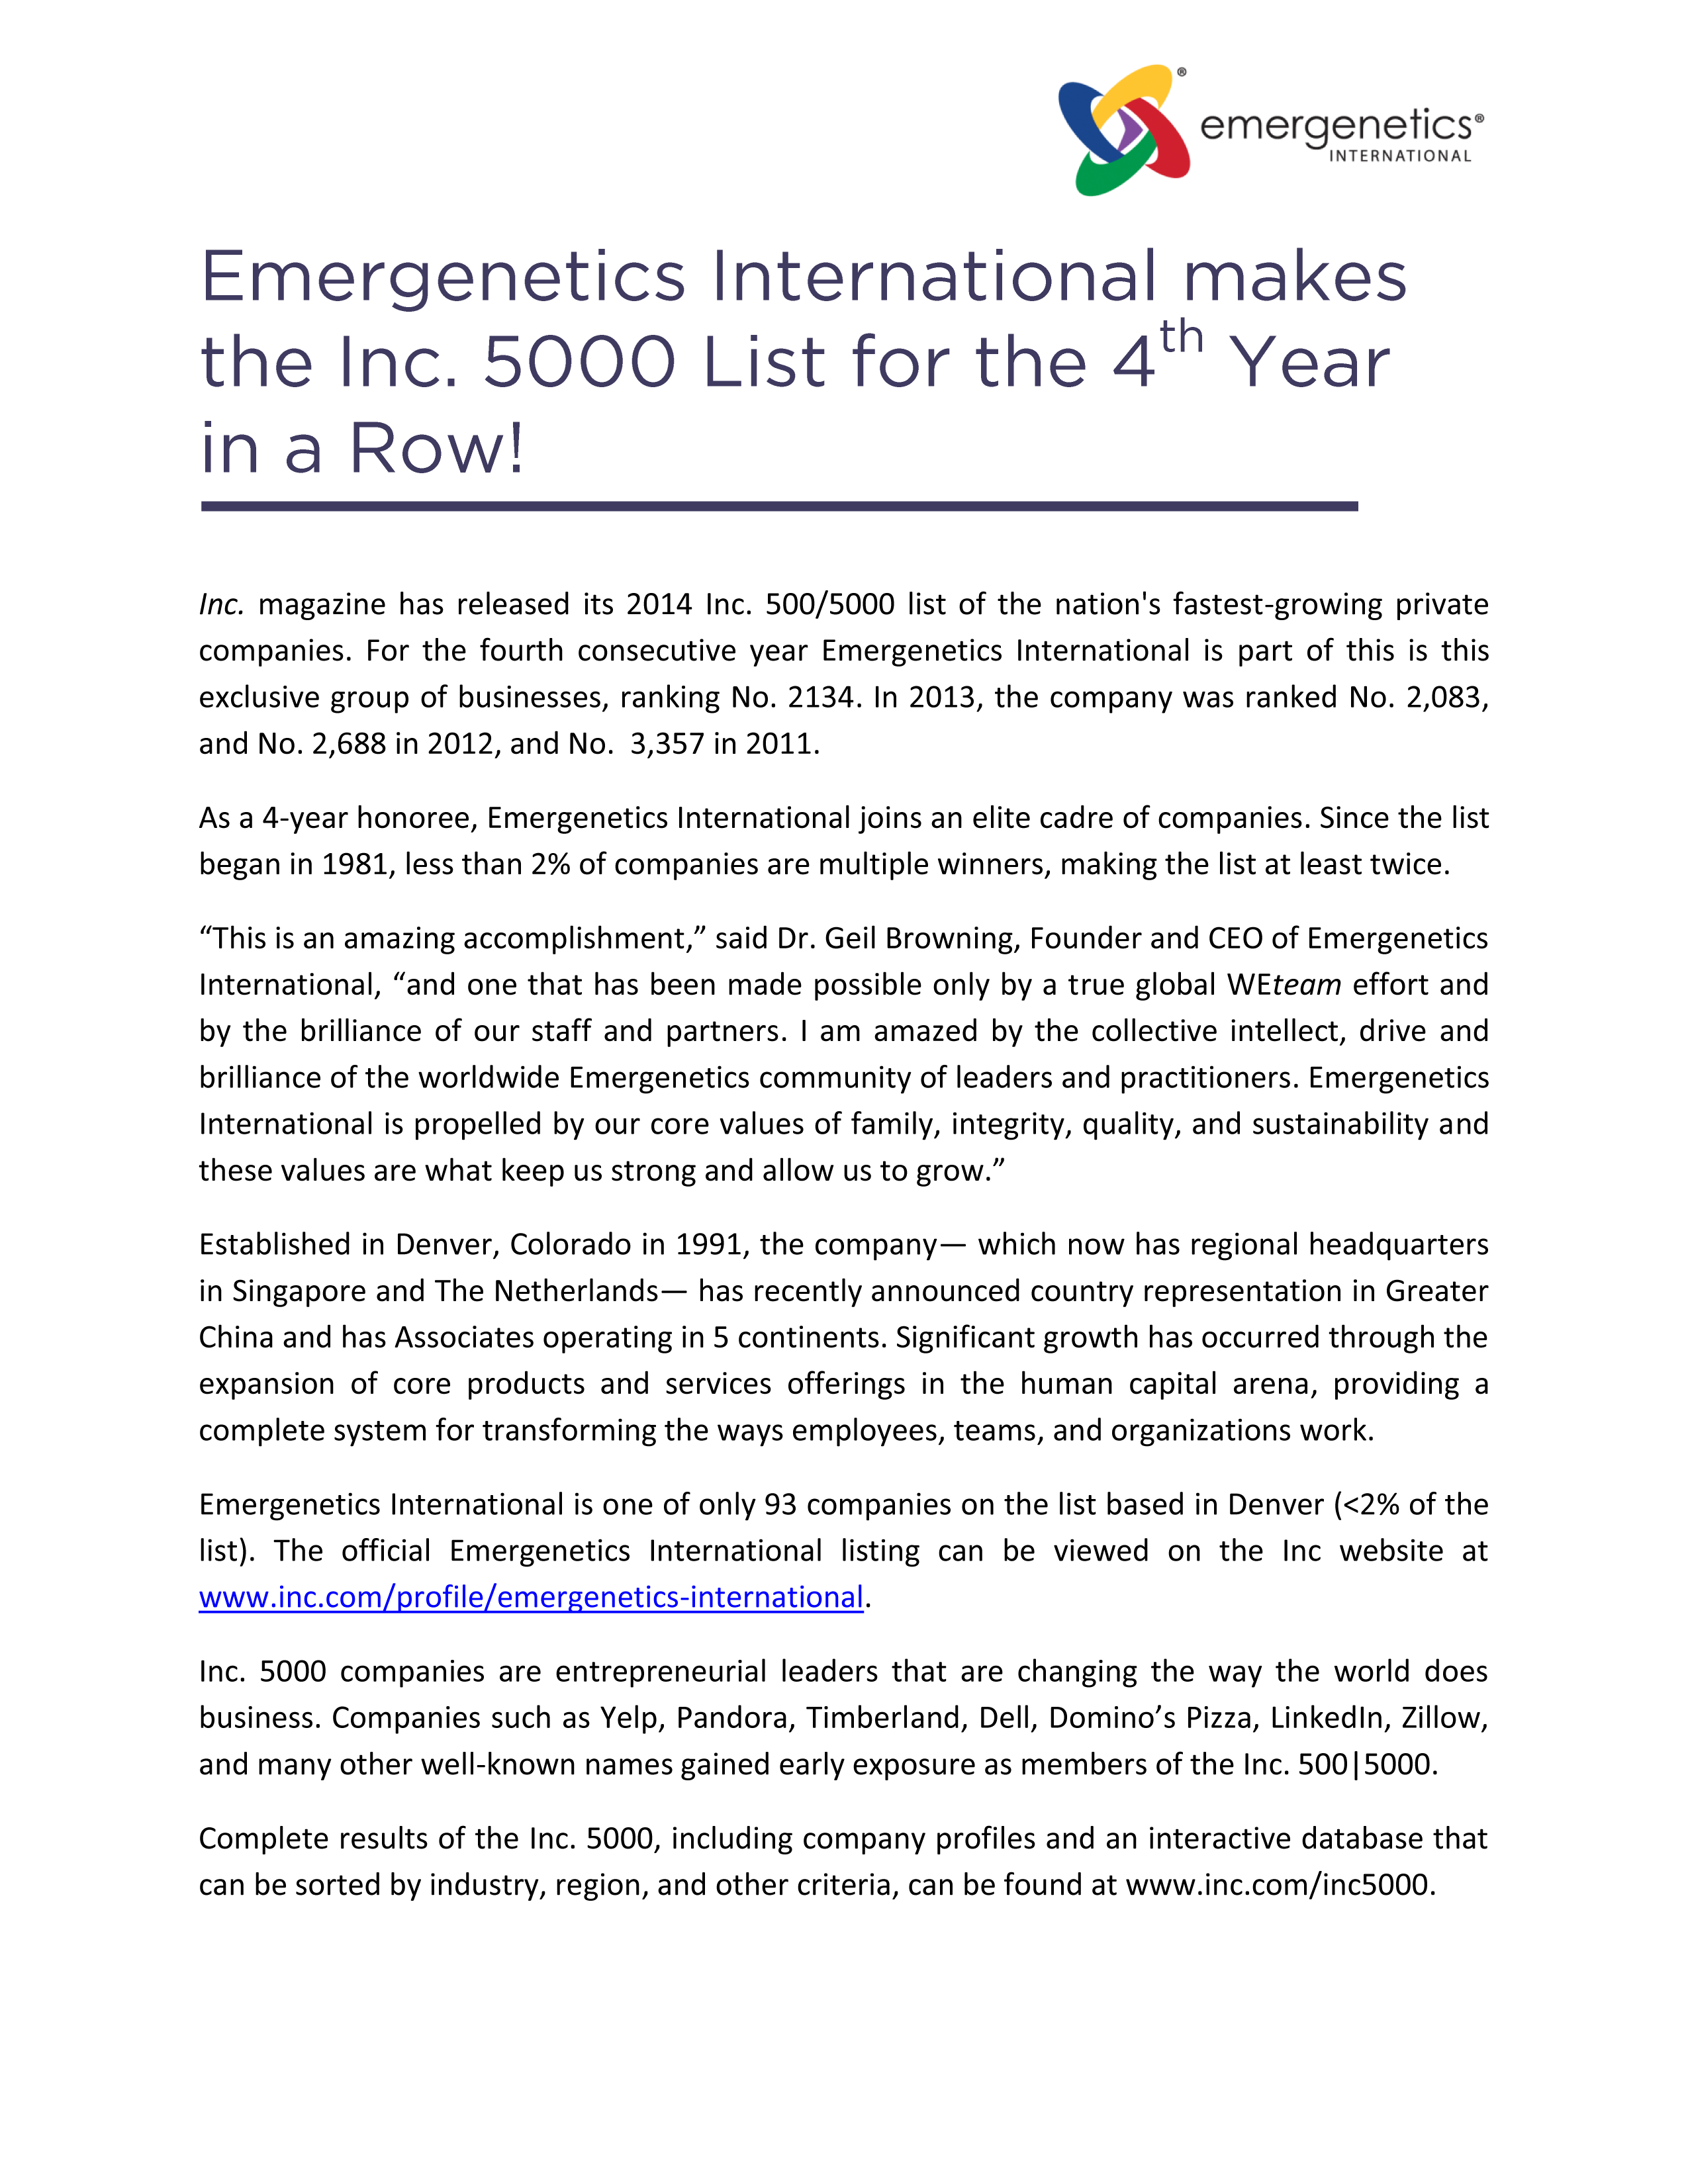 emergenetics®
INTERNATIONAL
Emergenetics International makes
the Inc. 5000 List for the 4th Year
in a Row!
Inc. magazine has released its 2014 Inc. 500/5000 list of the nation's fastest-growing private
companies. For the fourth consecutive year Emergenetics International is part of this is this
exclusive group of businesses, ranking No. 2134. In 2013, the company was ranked No. 2,083,
and No. 2,688 in 2012, and No.  3,357 in 2011.
As a 4-year honoree, Emergenetics International joins an elite cadre of companies. Since the list
began in 1981, less than 2% of companies are multiple winners, making the list at least twice.
“This is an amazing accomplishment,” said Dr. Geil Browning, Founder and CEO of Emergenetics
International, “and one that has been made possible only by a true global WEteam effort and
by the brilliance of our staff and partners. I am amazed by the collective intellect, drive and
brilliance of the worldwide Emergenetics community of leaders and practitioners. Emergenetics
International is propelled by our core values of family, integrity, quality, and sustainability and
these values are what keep us strong and allow us to grow.”
Established in Denver, Colorado in 1991, the company— which now has regional headquarters
in Singapore and The Netherlands— has recently announced country representation in Greater
China and has Associates operating in 5 continents. Significant growth has occurred through the
expansion of core products and services offerings in the human capital arena, providing a
complete system for transforming the ways employees, teams, and organizations work.
Emergenetics International is one of only 93 companies on the list based in Denver (<2% of the
list). The official Emergenetics International listing can be viewed on the Inc website at
www.inc.com/profile/emergenetics-international.
Inc. 5000 companies are entrepreneurial leaders that are changing the way the world does
business. Companies such as Yelp, Pandora, Timberland, Dell, Domino’s Pizza, LinkedIn, Zillow,
and many other well-known names gained early exposure as members of the Inc. 500|5000.
Complete results of the Inc. 5000, including company profiles and an interactive database that
can be sorted by industry, region, and other criteria, can be found at www.inc.com/inc5000.